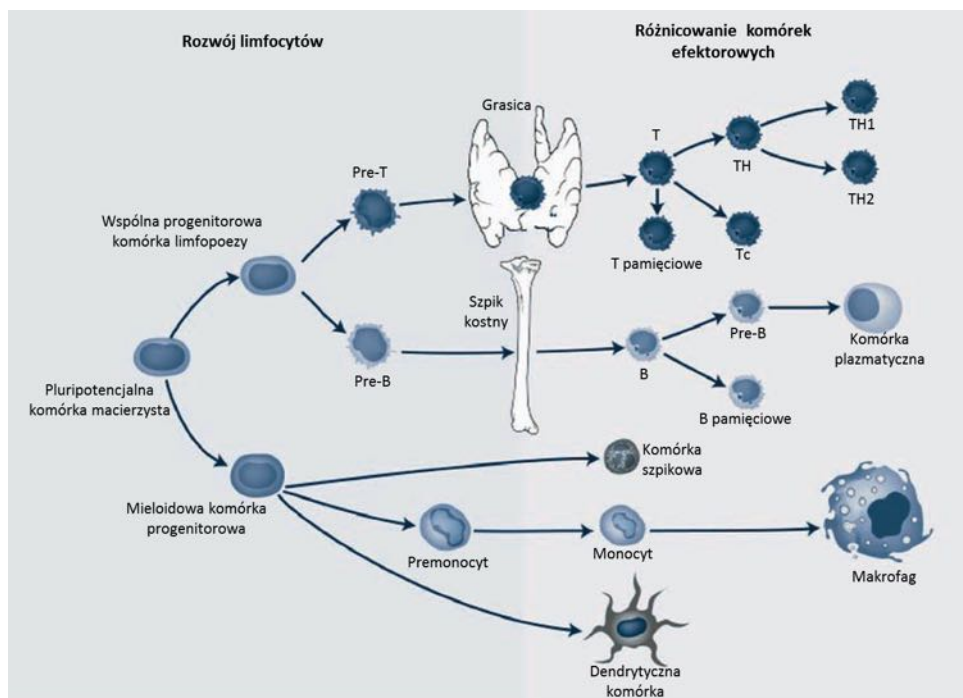 Rozwój limfocytów
Różnicowanie komórek
efektorowych
Grasica
T
TH
TH1
TH2
Pre-T
T pamięciowe
Tc
Wspólna progenitorowa
komórka limfopoezy
Szpik
kostny
Pre-B
B
Pre-B
Komórka
plazmatyczna
B pamięciowe
Pluripotencjalna
komórka macierzysta
Komórka
szpikowa
Mieloidowa komórka
progenitorowa
Premonocyt
Monocyt
Makrofag
Dendrytyczna
komórka